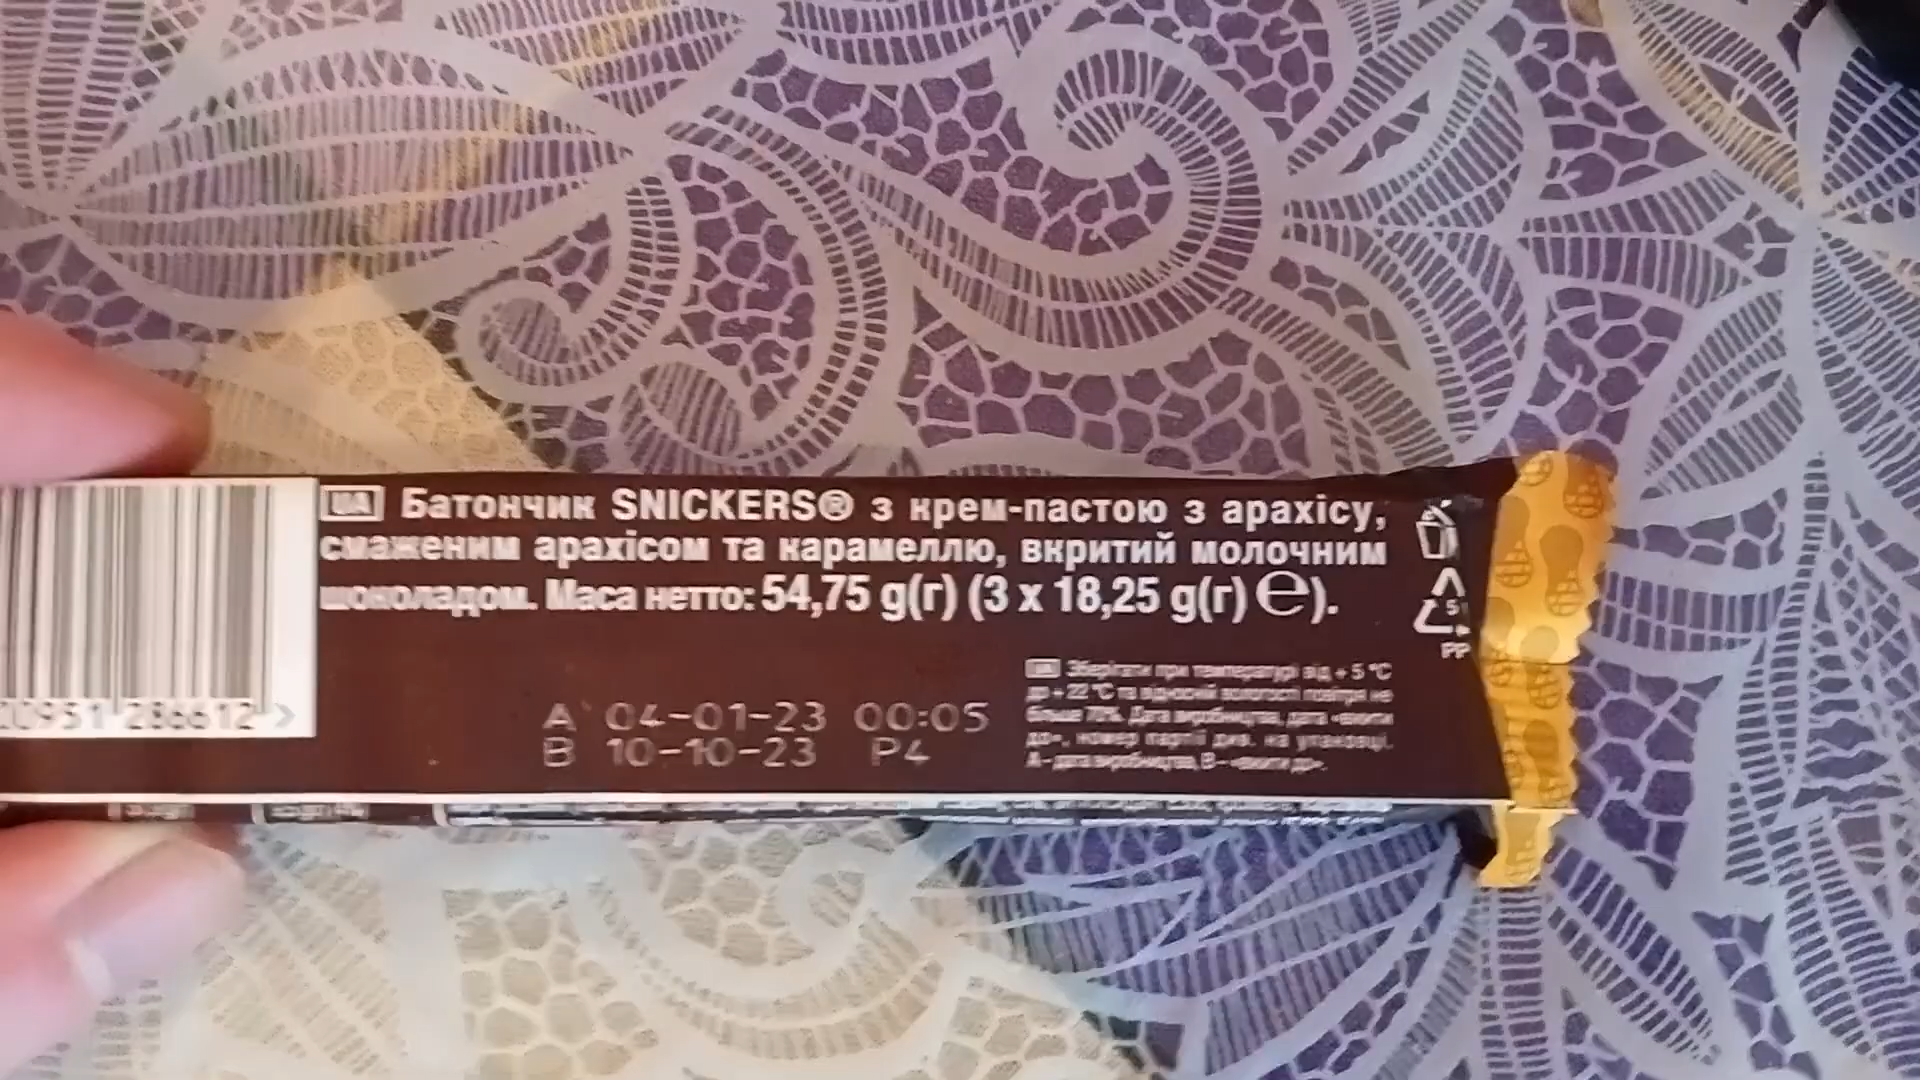 UA Батончик SNICKERS® з крем-пастою з арахісу,
смаженим арахісом та карамеллю, вкритий молочним
шоколадом. Маса нетто: 54,75 g(г) (3 x 18,25 g(г) ℮).
5
PP
UA Зберігати при температурі від + 5 °C
до + 22 °C та відносній вологості повітря не
більше 70%. Дата виробництва, дата «вжити
до», номер партії див. на упаковці.
А – дата виробництва, В – «вжити до».
A 04-01-23 00:05
B 10-10-23 P4
20951 286612 >